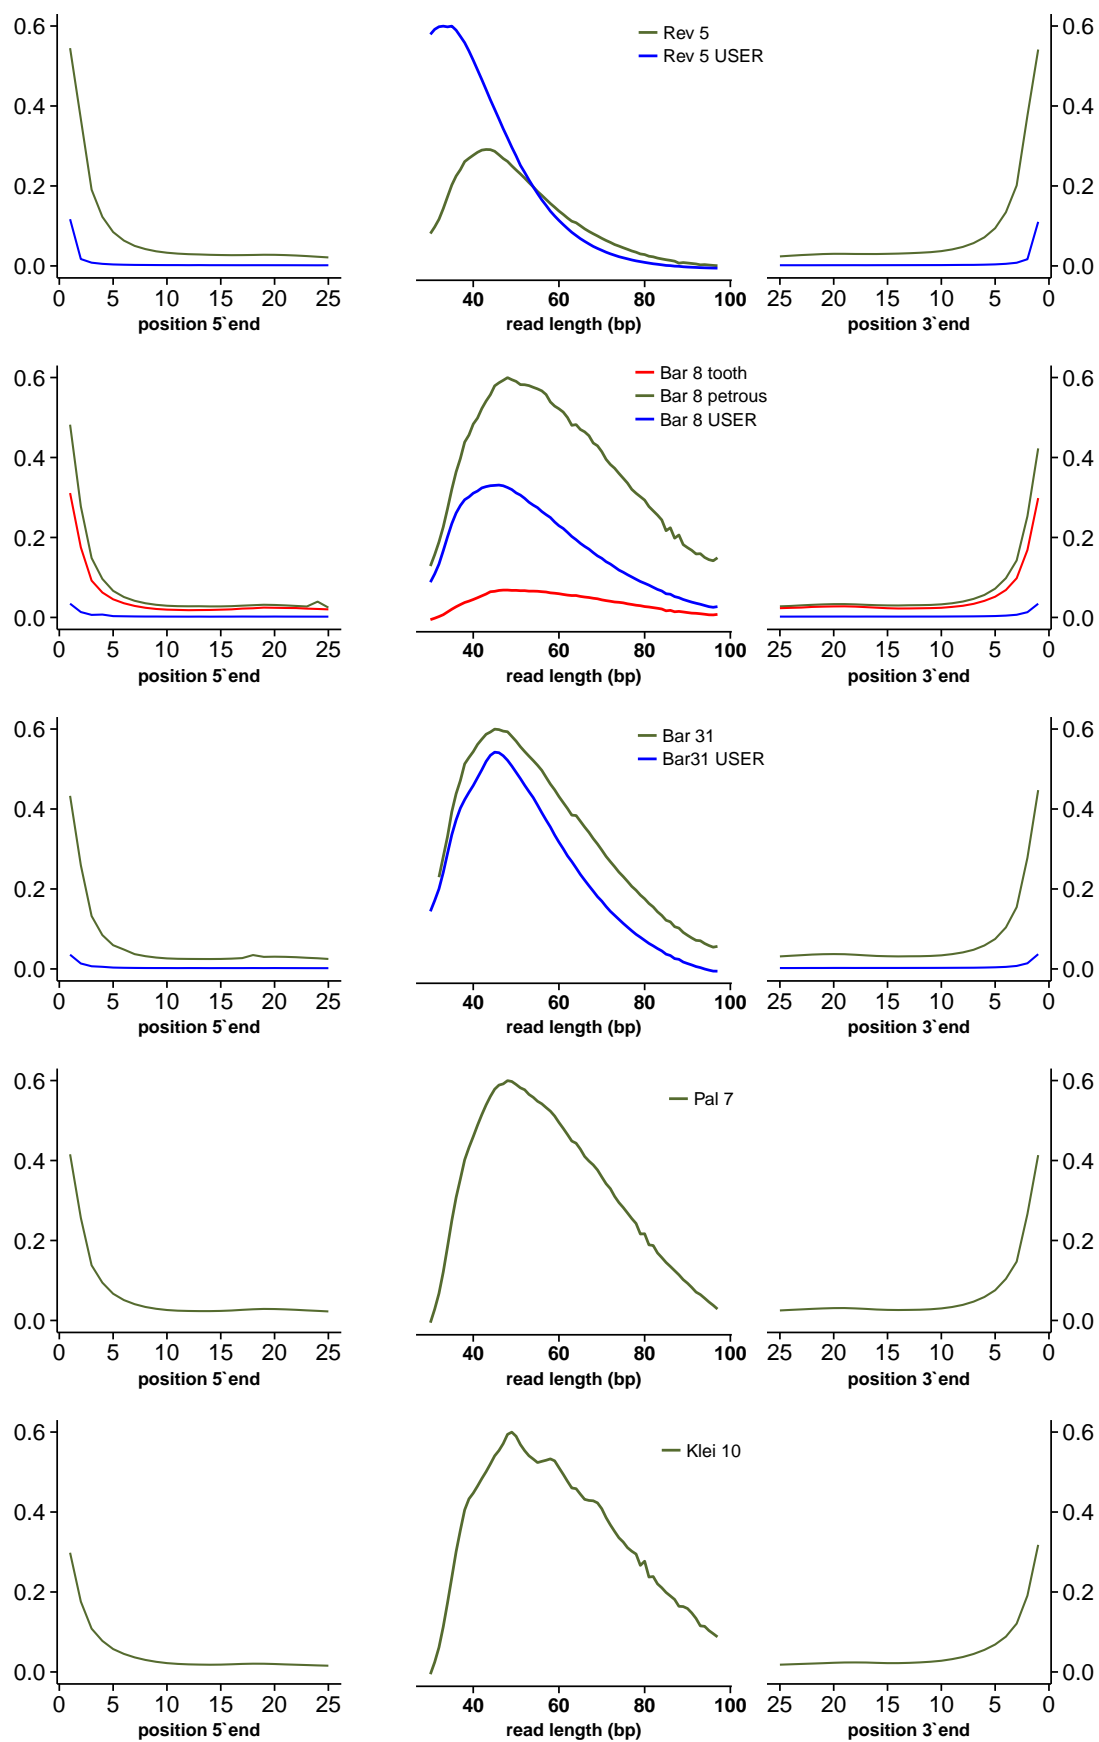 0.6
0.4
0.2
0.0
0 5 10 15 20 25
position 5`end
Rev 5
Rev 5 USER
40 60 80 100
read length (bp)
0.6
0.4
0.2
0.0
25 20 15 10 5 0
position 3`end
0.6
0.4
0.2
0.0
0 5 10 15 20 25
position 5`end
Bar 8 tooth
Bar 8 petrous
Bar 8 USER
40 60 80 100
read length (bp)
0.6
0.4
0.2
0.0
25 20 15 10 5 0
position 3`end
0.6
0.4
0.2
0.0
0 5 10 15 20 25
position 5`end
Bar 31
Bar31 USER
40 60 80 100
read length (bp)
0.6
0.4
0.2
0.0
25 20 15 10 5 0
position 3`end
0.6
0.4
0.2
0.0
0 5 10 15 20 25
position 5`end
Pal 7
40 60 80 100
read length (bp)
0.6
0.4
0.2
0.0
25 20 15 10 5 0
position 3`end
0.6
0.4
0.2
0.0
0 5 10 15 20 25
position 5`end
Klei 10
40 60 80 100
read length (bp)
0.6
0.4
0.2
0.0
25 20 15 10 5 0
position 3`end